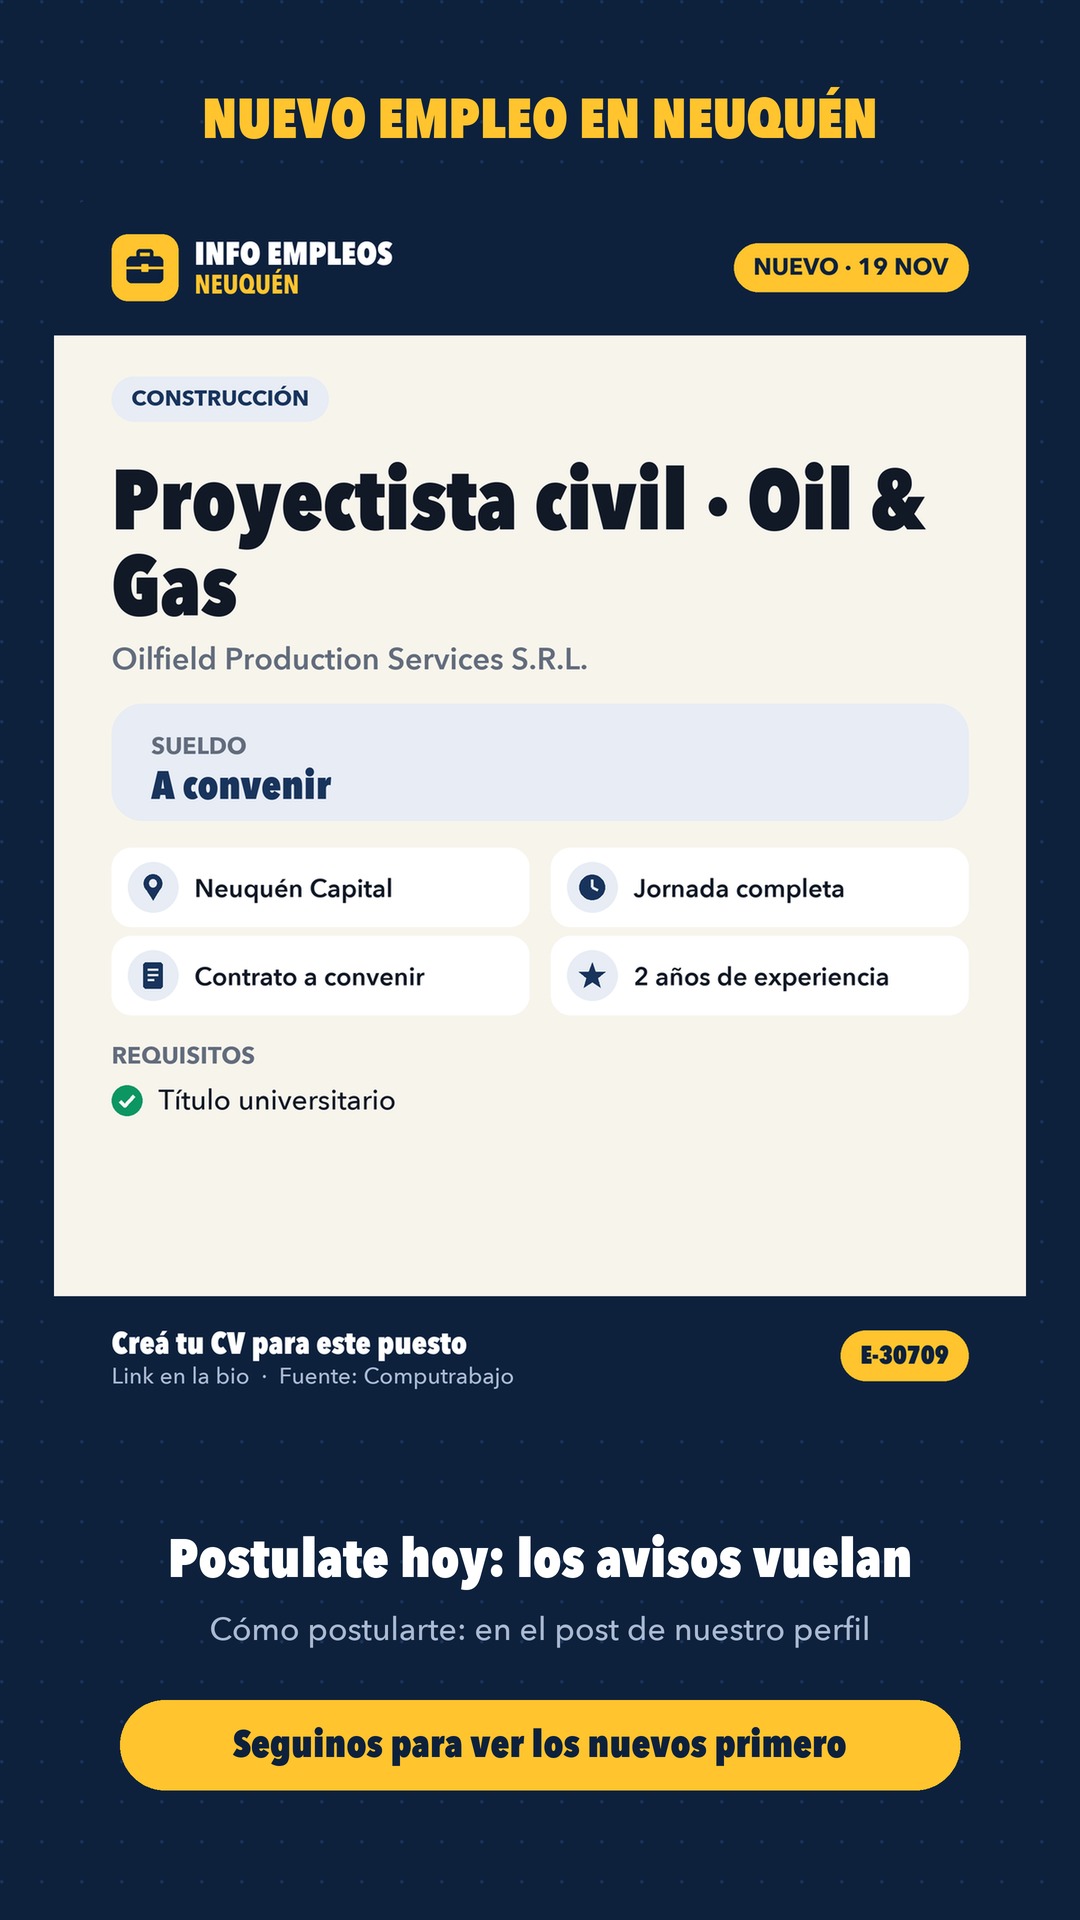 NUEVO EMPLEO EN NEUQUÉN
INFO EMPLEOS
NEUQUÉN
NUEVO · 19 NOV
CONSTRUCCIÓN
Proyectista civil · Oil &
Gas
Oilfield Production Services S.R.L.
SUELDO
A convenir
Neuquén Capital
Jornada completa
Contrato a convenir
2 años de experiencia
REQUISITOS
Título universitario
Creá tu CV para este puesto
Link en la bio · Fuente: Computrabajo
E-30709
Postulate hoy: los avisos vuelan
Cómo postularte: en el post de nuestro perfil
Seguinos para ver los nuevos primero